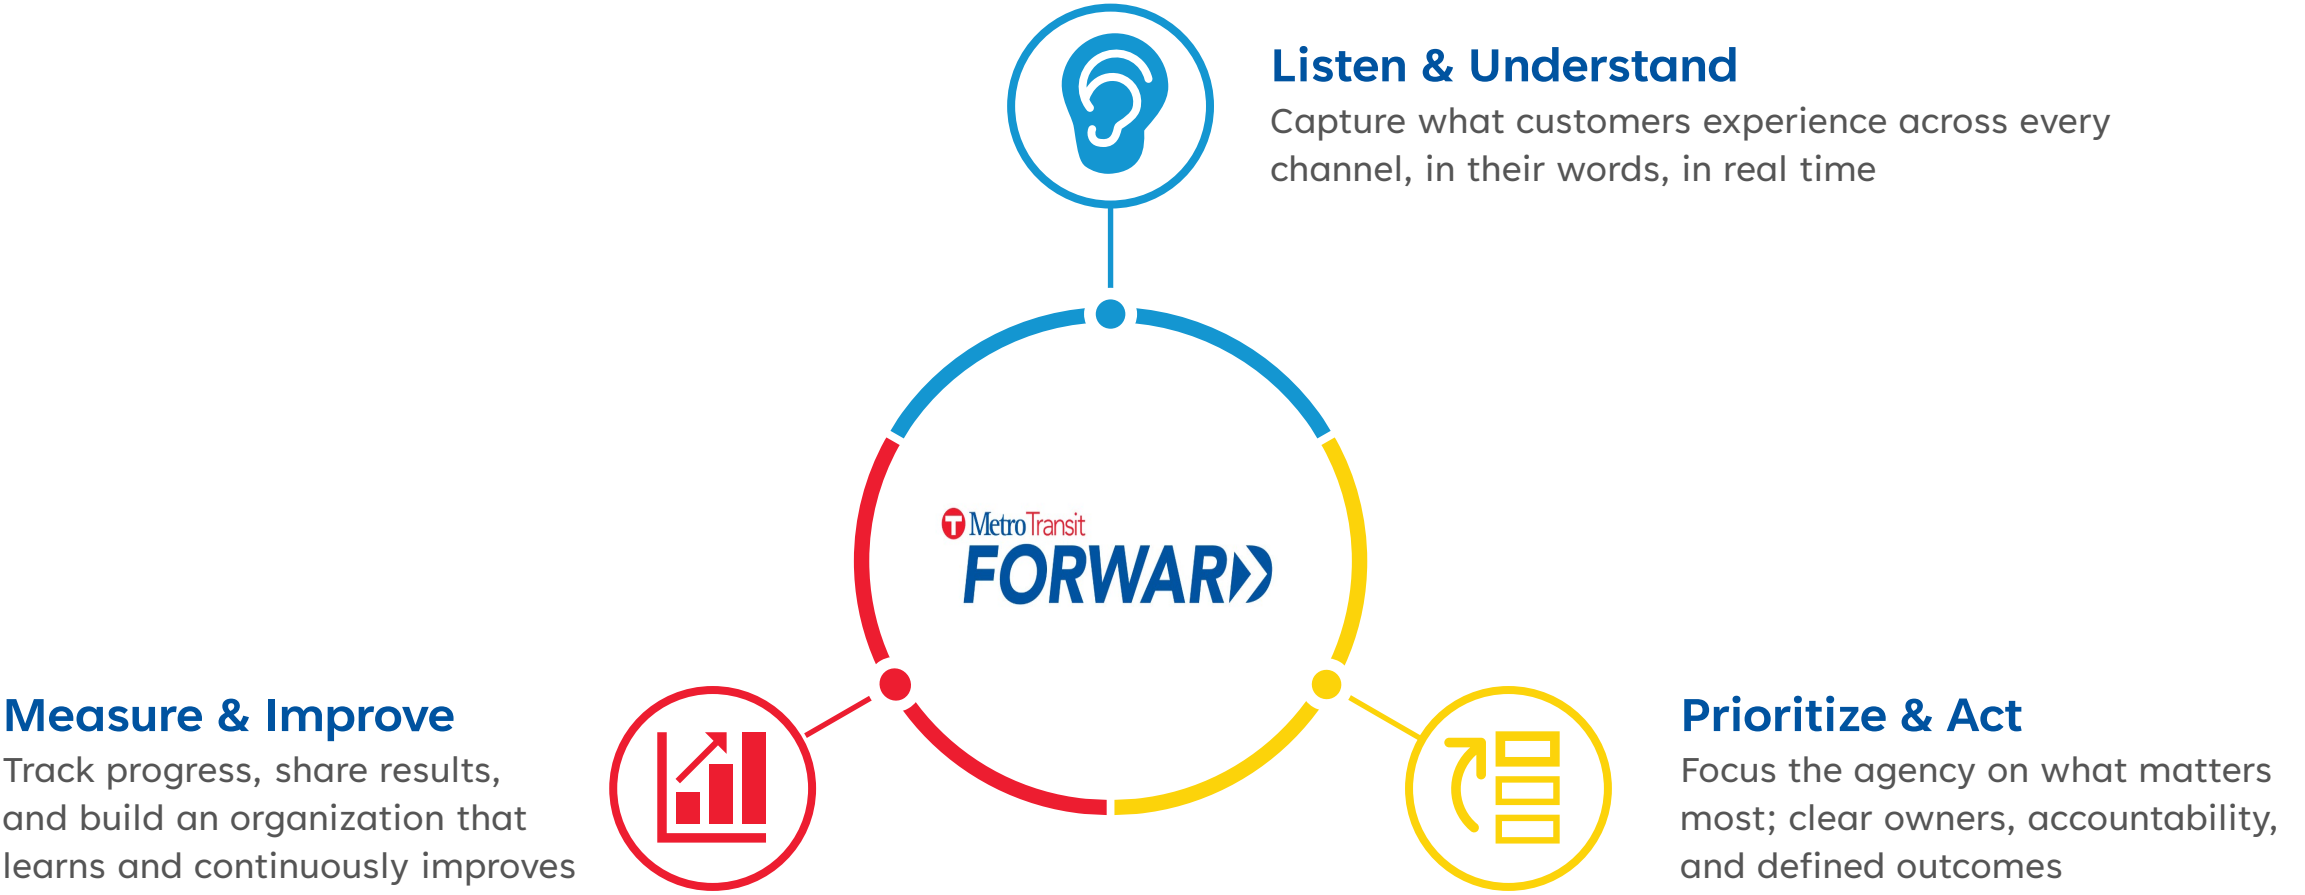 Listen & Understand
Capture what customers experience across every
channel, in their words, in real time
T MetroTransit
FORWARD
Measure & Improve
Track progress, share results,
and build an organization that
learns and continuously improves
Prioritize & Act
Focus the agency on what matters
most; clear owners, accountability,
and defined outcomes